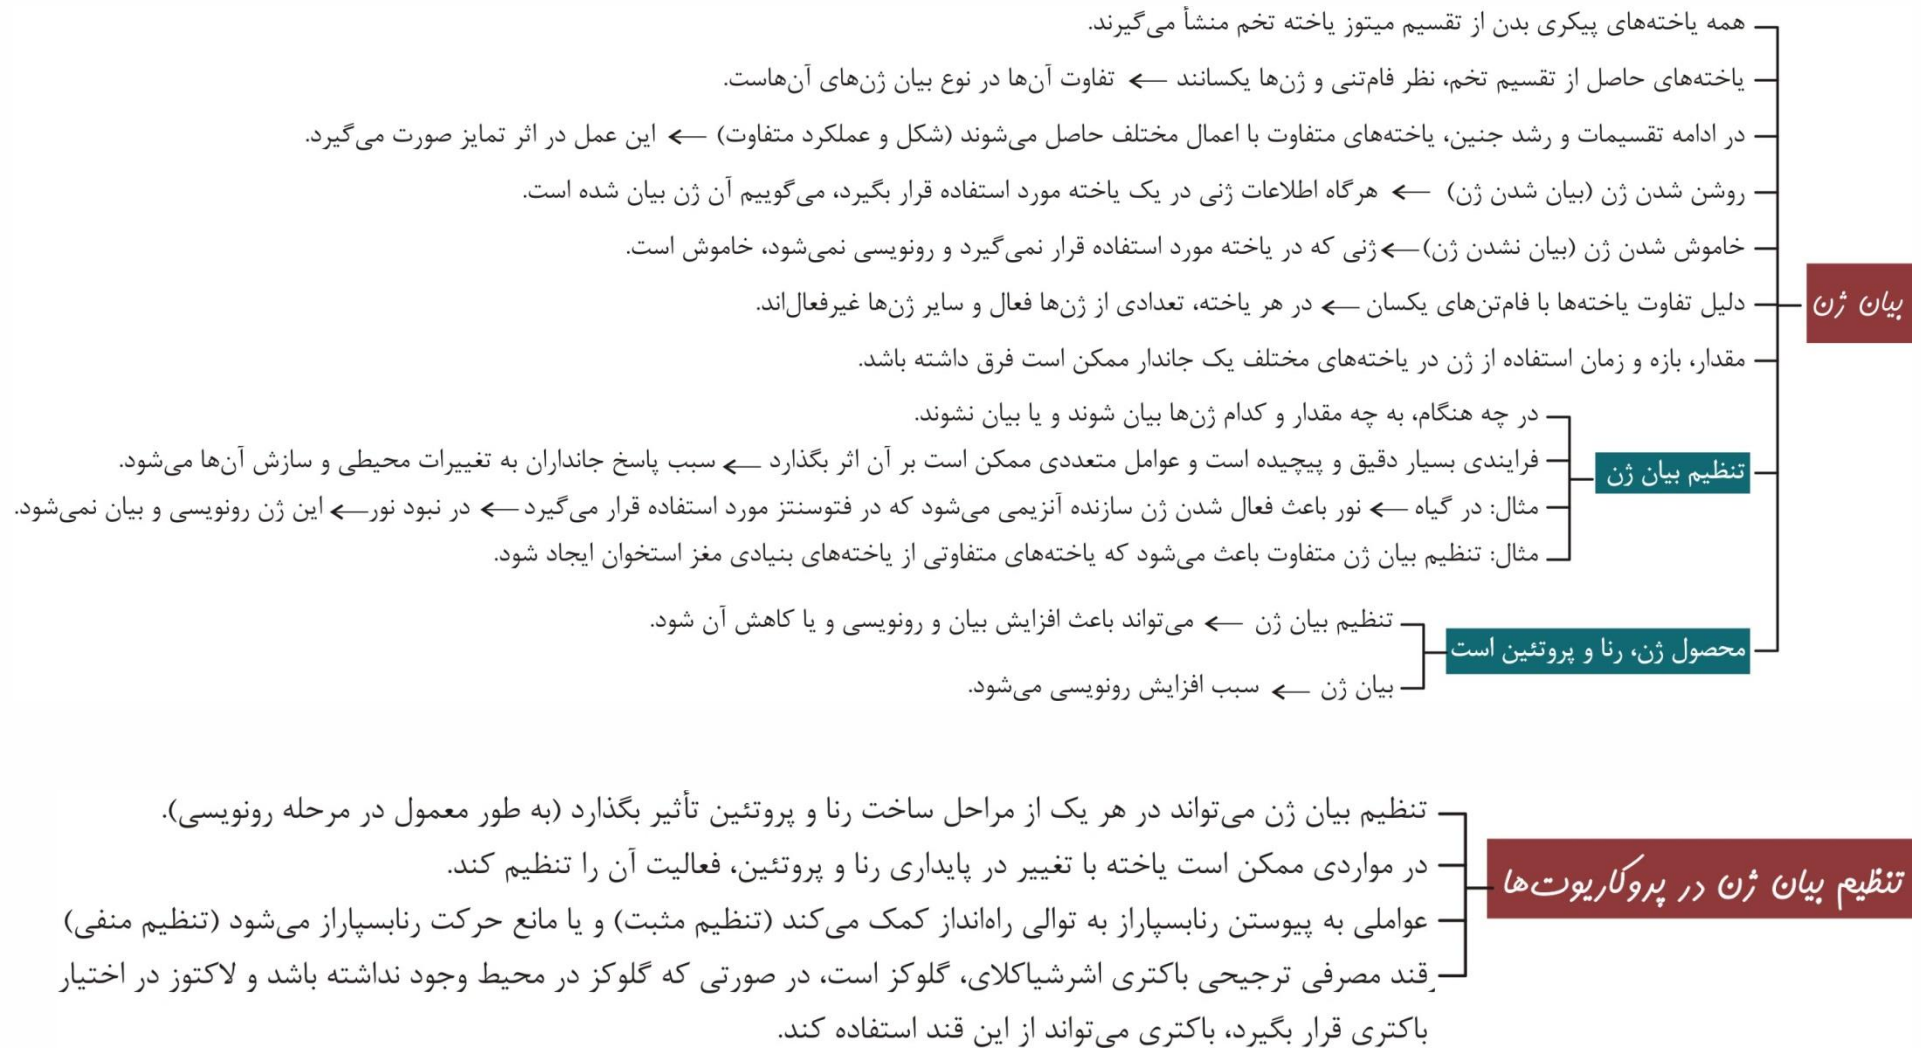 همه یاخته‌های پیکری بدن از تقسیم میتوز یاخته تخم منشأ می‌گیرند.
یاخته‌های حاصل از تقسیم تخم، نظر فام‌تنی و ژن‌ها یکسانند ← تفاوت آن‌ها در نوع بیان ژن‌های آن‌هاست.
در ادامه تقسیمات و رشد جنین، یاخته‌های متفاوت با اعمال مختلف حاصل می‌شوند (شکل و عملکرد متفاوت) ← این عمل در اثر تمایز صورت می‌گیرد.
روشن شدن ژن (بیان شدن ژن) ← هرگاه اطلاعات ژنی در یک یاخته مورد استفاده قرار بگیرد، می‌گوییم آن ژن بیان شده است.
خاموش شدن ژن (بیان نشدن ژن) ← ژنی که در یاخته مورد استفاده قرار نمی‌گیرد و رونویسی نمی‌شود، خاموش است.
بیان ژن
دلیل تفاوت یاخته‌ها با فام‌تن‌های یکسان ← در هر یاخته، تعدادی از ژن‌ها فعال و سایر ژن‌ها غیرفعال‌اند.
مقدار، بازه و زمان استفاده از ژن در یاخته‌های مختلف یک جاندار ممکن است فرق داشته باشد.
تنظیم بیان ژن
در چه هنگام، به چه مقدار و کدام ژن‌ها بیان شوند و یا بیان نشوند.
فرایندی بسیار دقیق و پیچیده است و عوامل متعددی ممکن است بر آن اثر بگذارد ← سبب پاسخ جانداران به تغییرات محیطی و سازش آن‌ها می‌شود.
مثال: در گیاه ← نور باعث فعال شدن ژن سازنده آنزیمی می‌شود که در فتوسنتز مورد استفاده قرار می‌گیرد ← در نبود نور ← این ژن رونویسی و بیان نمی‌شود.
مثال: تنظیم بیان ژن متفاوت باعث می‌شود که یاخته‌های متفاوتی از یاخته‌های بنیادی مغز استخوان ایجاد شود.
محصول ژن، رنا و پروتئین است
تنظیم بیان ژن ← می‌تواند باعث افزایش بیان و رونویسی و یا کاهش آن شود.
بیان ژن ← سبب افزایش رونویسی می‌شود.
تنظیم بیان ژن در پروکاریوت‌ها
تنظیم بیان ژن می‌تواند در هر یک از مراحل ساخت رنا و پروتئین تأثیر بگذارد (به طور معمول در مرحله رونویسی).
در مواردی ممکن است یاخته با تغییر در پایداری رنا و پروتئین، فعالیت آن را تنظیم کند.
عواملی به پیوستن رنابسپاراز به توالی راه‌انداز کمک می‌کند (تنظیم مثبت) و یا مانع حرکت رنابسپاراز می‌شود (تنظیم منفی)
قند مصرفی ترجیحی باکتری اشرشیاکلای، گلوکز است، در صورتی که گلوکز در محیط وجود نداشته باشد و لاکتوز در اختیار
باکتری قرار بگیرد، باکتری می‌تواند از این قند استفاده کند.